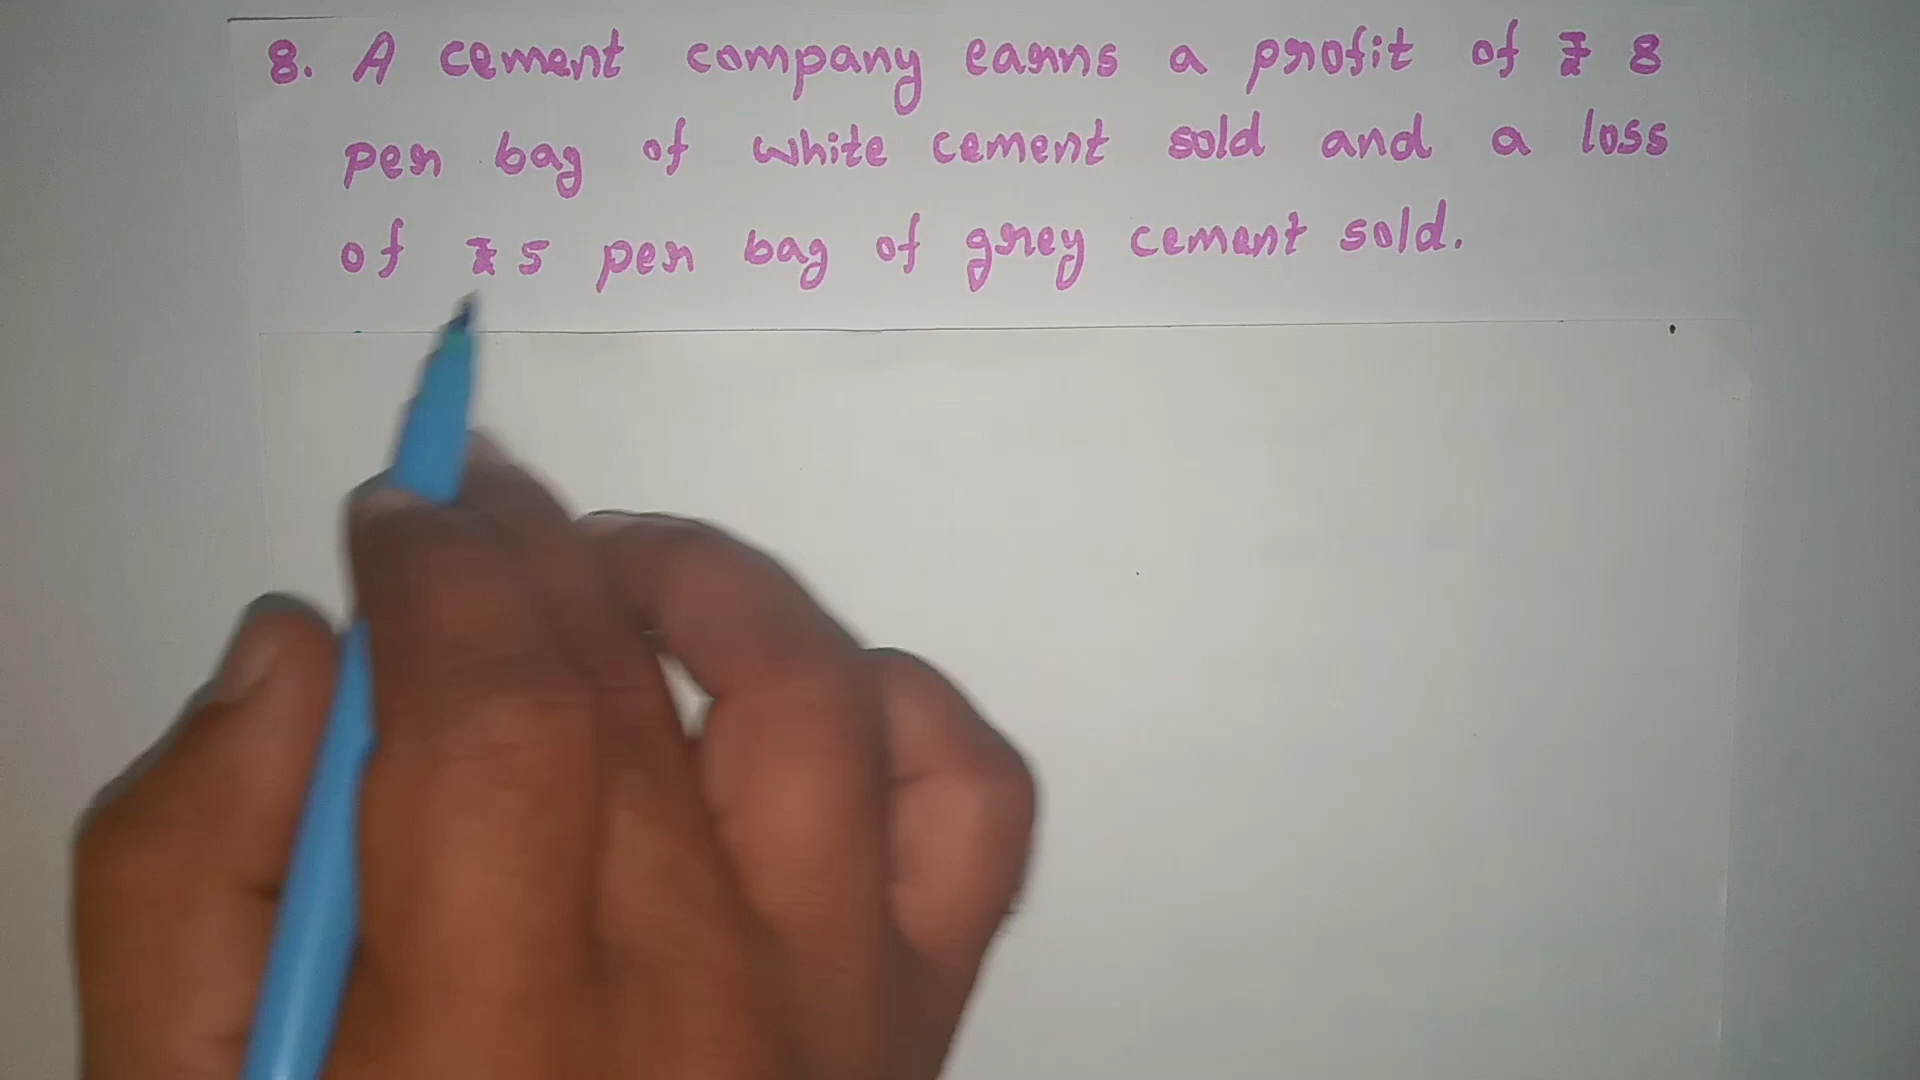 8. A cement company earns a profit of ₹ 8
per bag of white cement sold and a loss
of ₹ 5 per bag of grey cement sold.